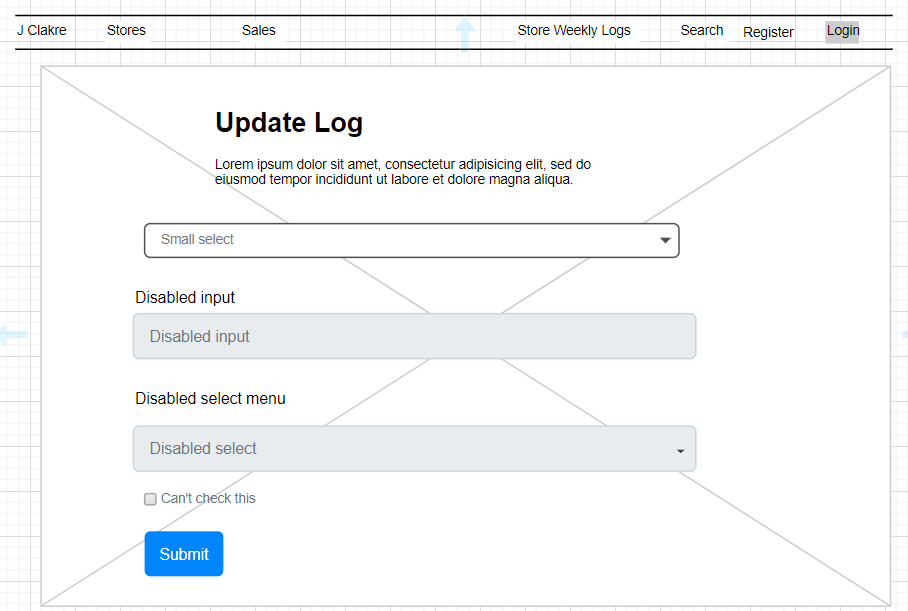 J Clakre Stores Sales Store Weekly Logs Search Register Login
Update Log
Lorem ipsum dolor sit amet, consectetur adipisicing elit, sed do
eiusmod tempor incididunt ut labore et dolore magna aliqua.
Small select
Disabled input
Disabled input
Disabled select menu
Disabled select
Can't check this
Submit